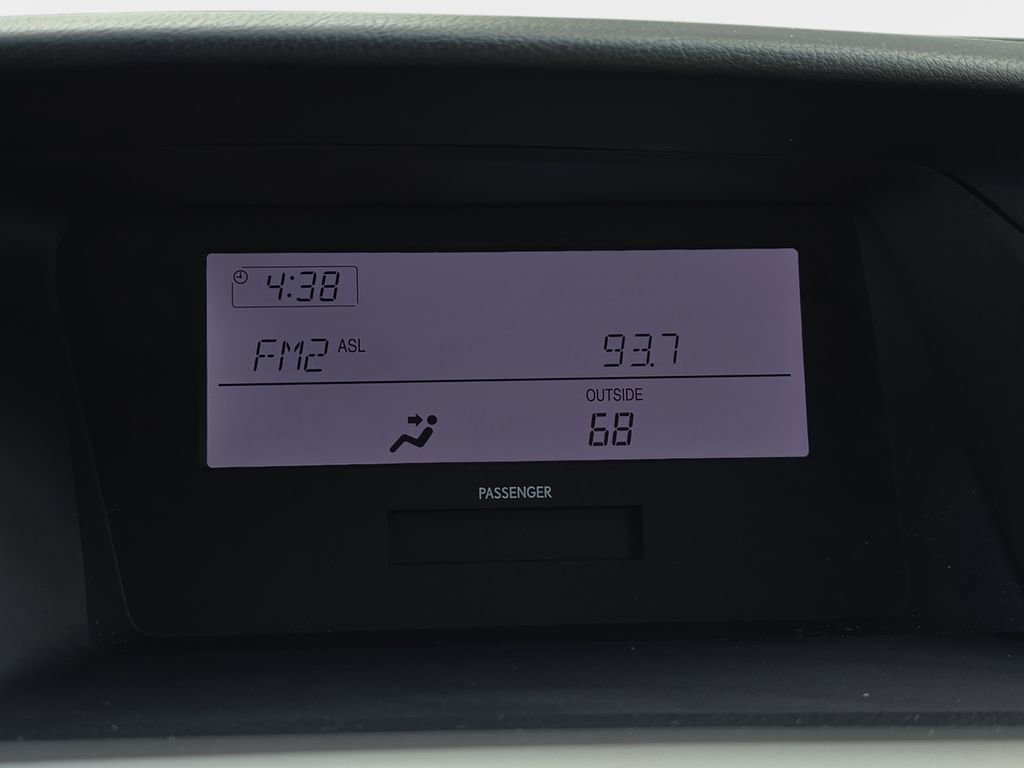 4:38
FM2 ASL 93.7
OUTSIDE
68
PASSENGER